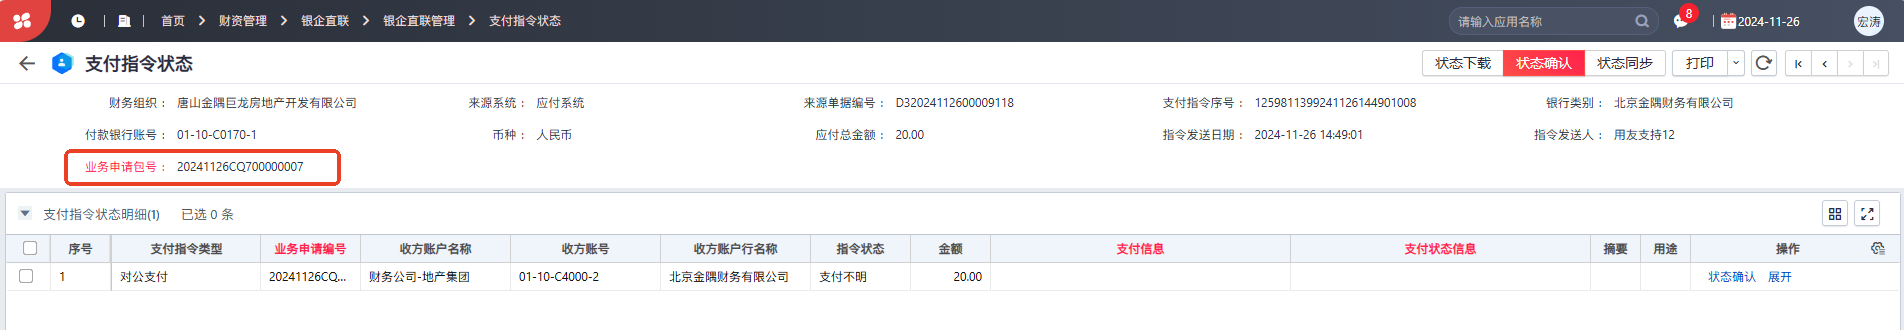 首页 财资管理 银企直联 银企直联管理 支付指令状态 请输入应用名称 8 2024-11-26 宏涛
支付指令状态 状态下载 状态确认 状态同步 打印
财务组织： 唐山金隅巨龙房地产开发有限公司 来源系统： 应付系统 来源单据编号： D32024112600009118 支付指令序号： 1259811399241126144901008 银行类别： 北京金隅财务有限公司
付款银行账号： 01-10-C0170-1 币种： 人民币 应付总金额： 20.00 指令发送日期： 2024-11-26 14:49:01 指令发送人： 用友支持12
业务申请包号： 20241126CQ700000007
支付指令状态明细(1) 已选 0 条
序号 支付指令类型 业务申请编号 收方账户名称 收方账号 收方账户行名称 指令状态 金额 支付信息 支付状态信息 摘要 用途 操作
1 对公支付 20241126CQ... 财务公司-地产集团 01-10-C4000-2 北京金隅财务有限公司 支付不明 20.00 状态确认 展开